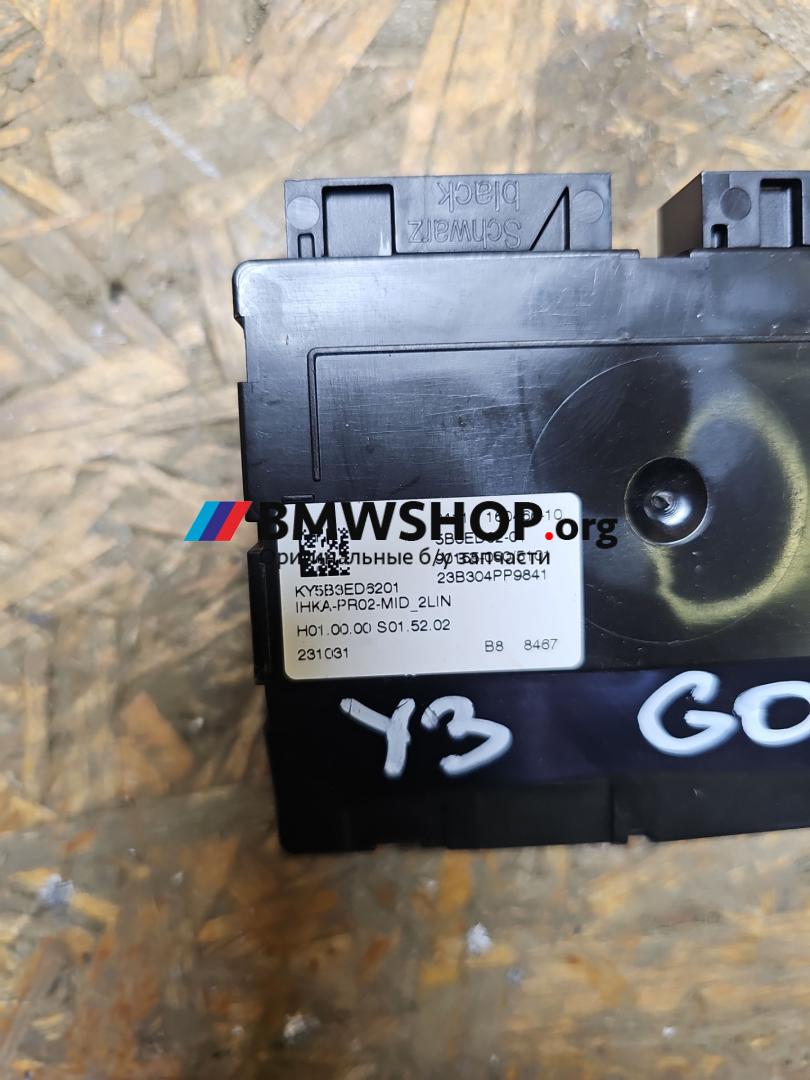 Schwarz
black
BMWSHOP.org
Оригинальные б/у запчасти
23B304PP9841
KY5B3ED6201
IHKA-PR02-MID_2LIN
H01.00.00 S01.52.02
231031
B8 8467
Y3 GO